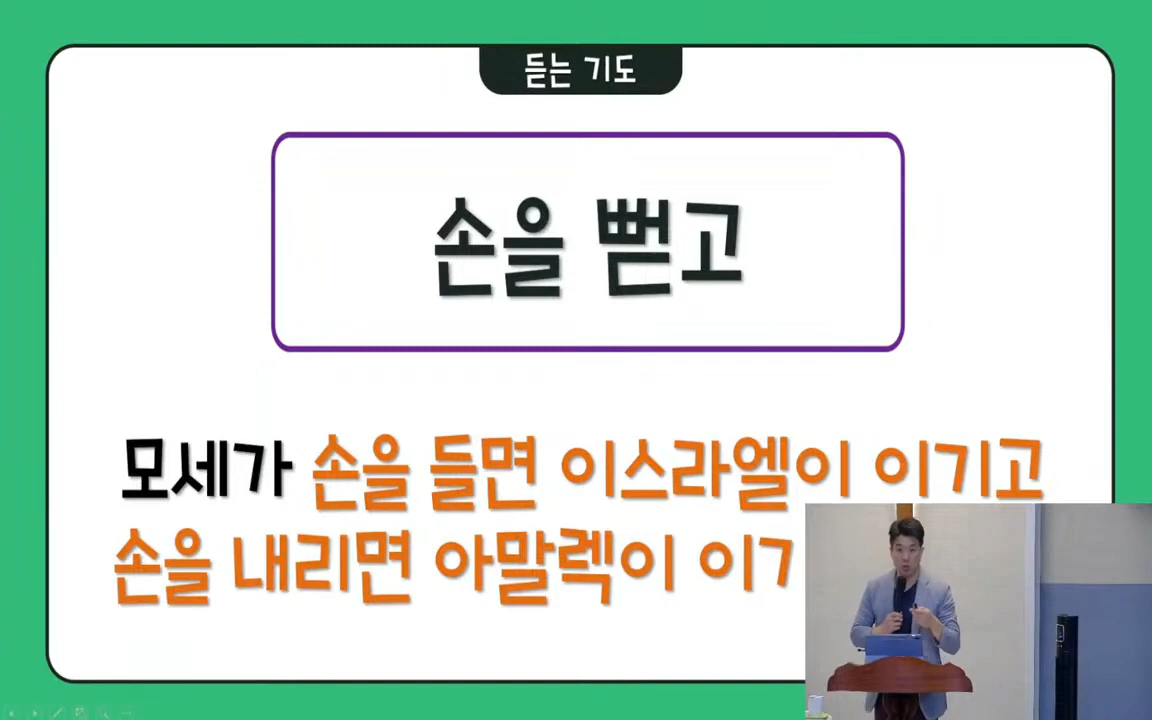 듣는 기도
손을 뻗고
모세가 손을 들면 이스라엘이 이기고
손을 내리면 아말렉이